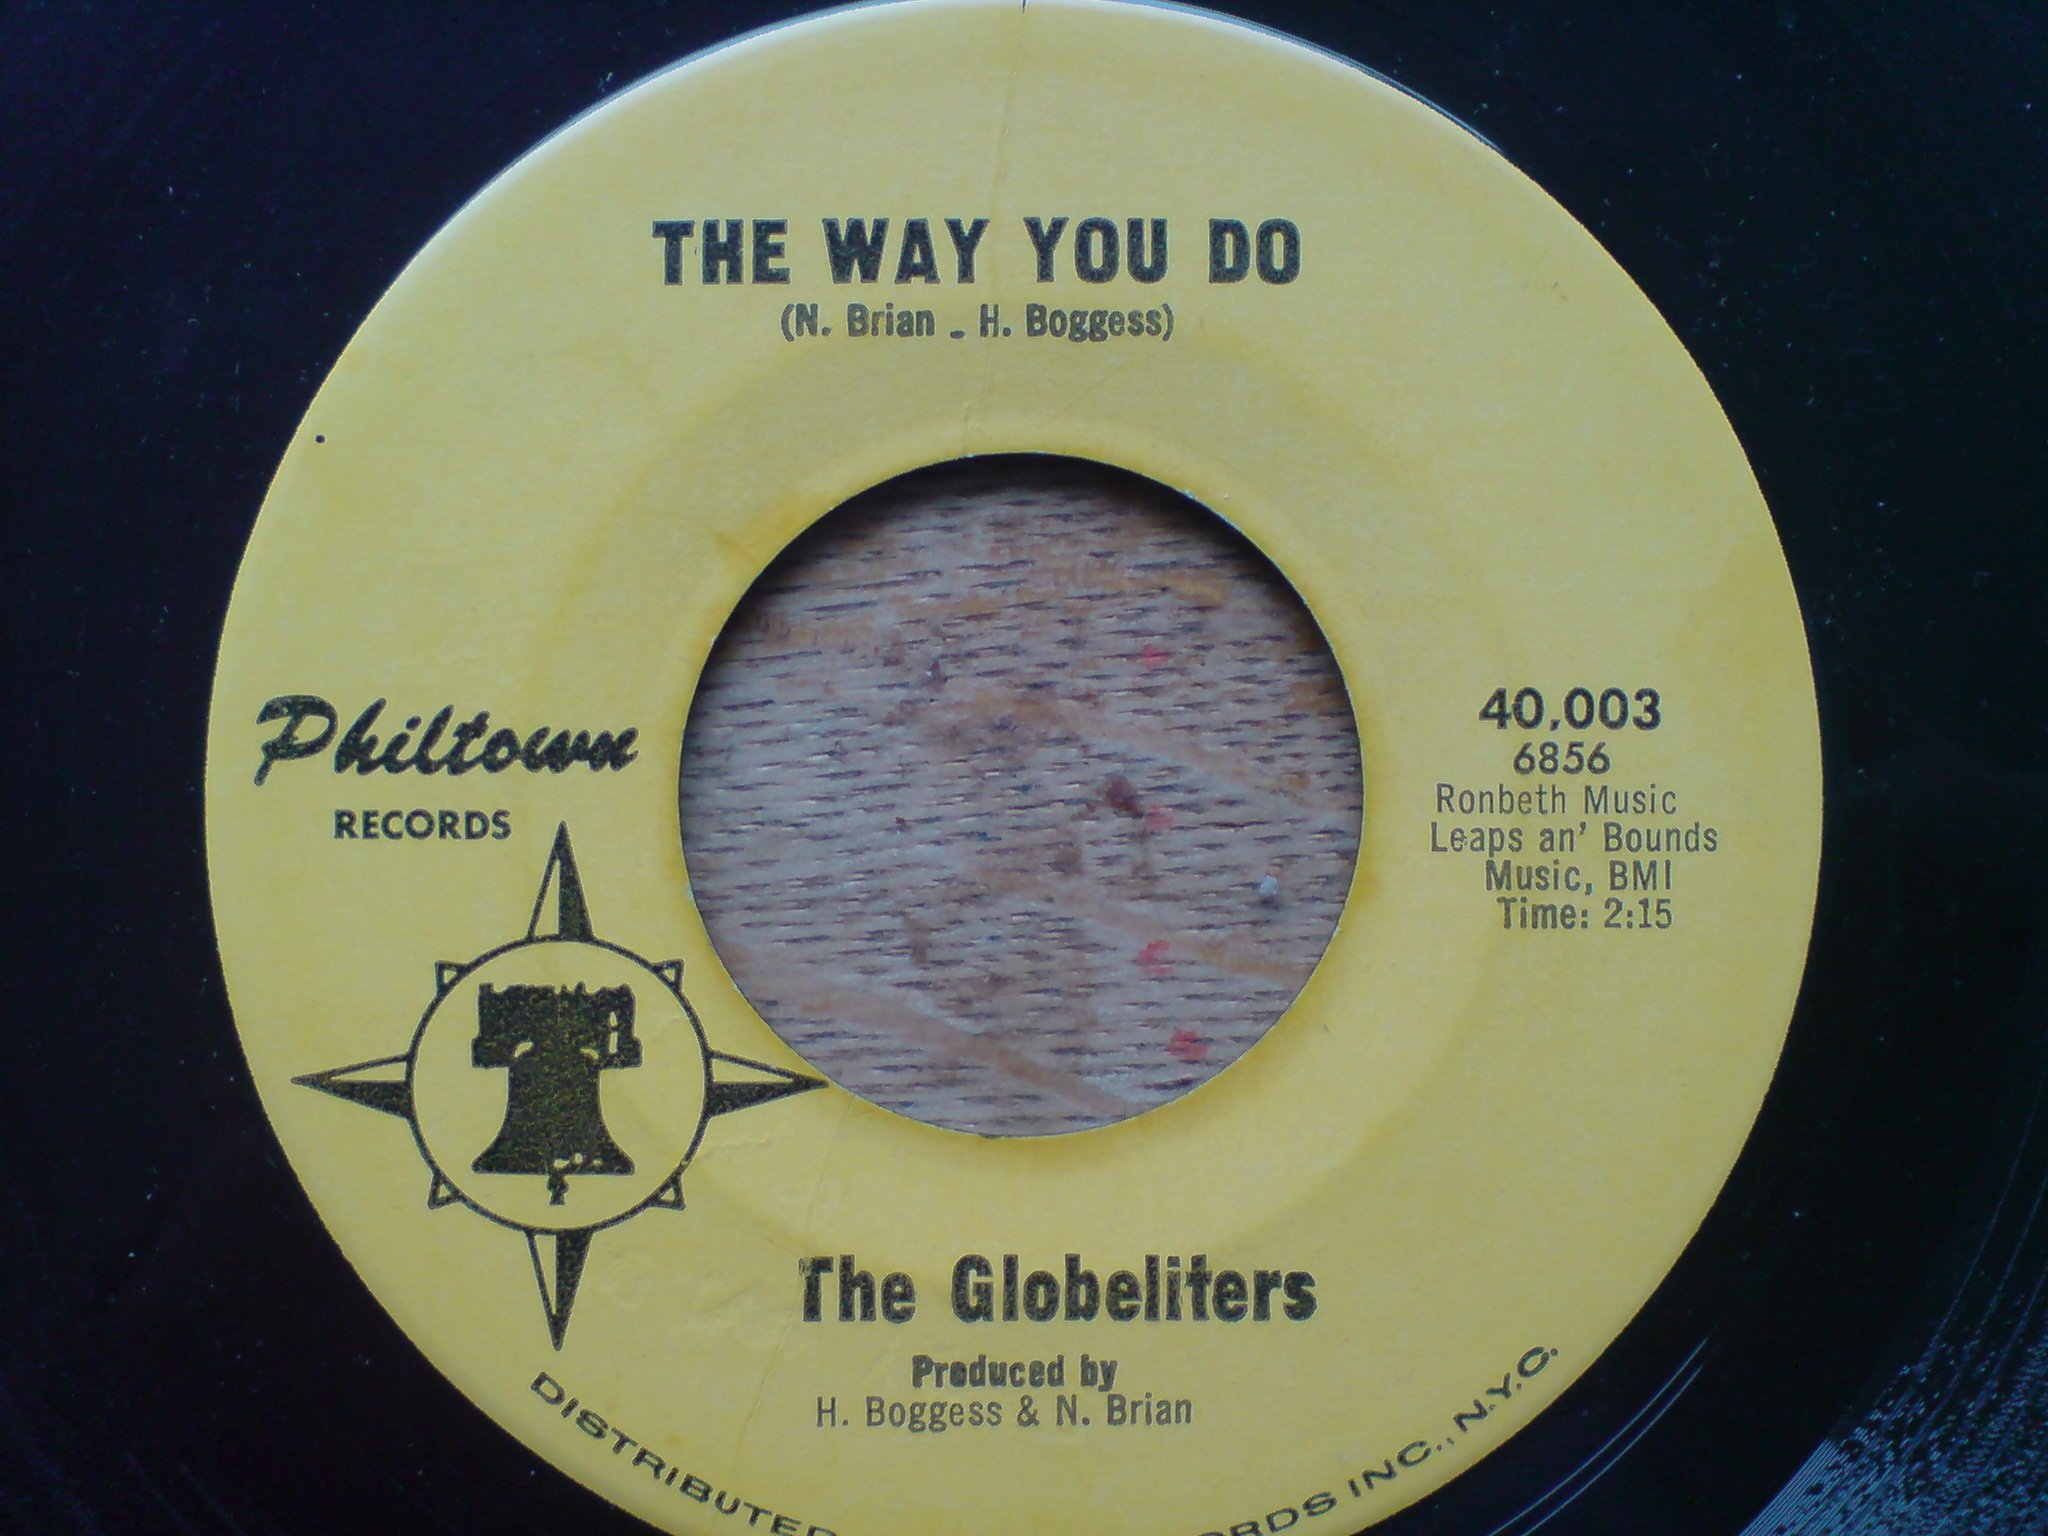 THE WAY YOU DO
(N. Brian - H. Boggess)
Philtown
RECORDS
40,003
6856
Ronbeth Music
Leaps an' Bounds
Music, BMI
Time: 2:15
The Globeliters
Produced by
H. Boggess & N. Brian
DISTRIBUTED INC., N.Y.C.